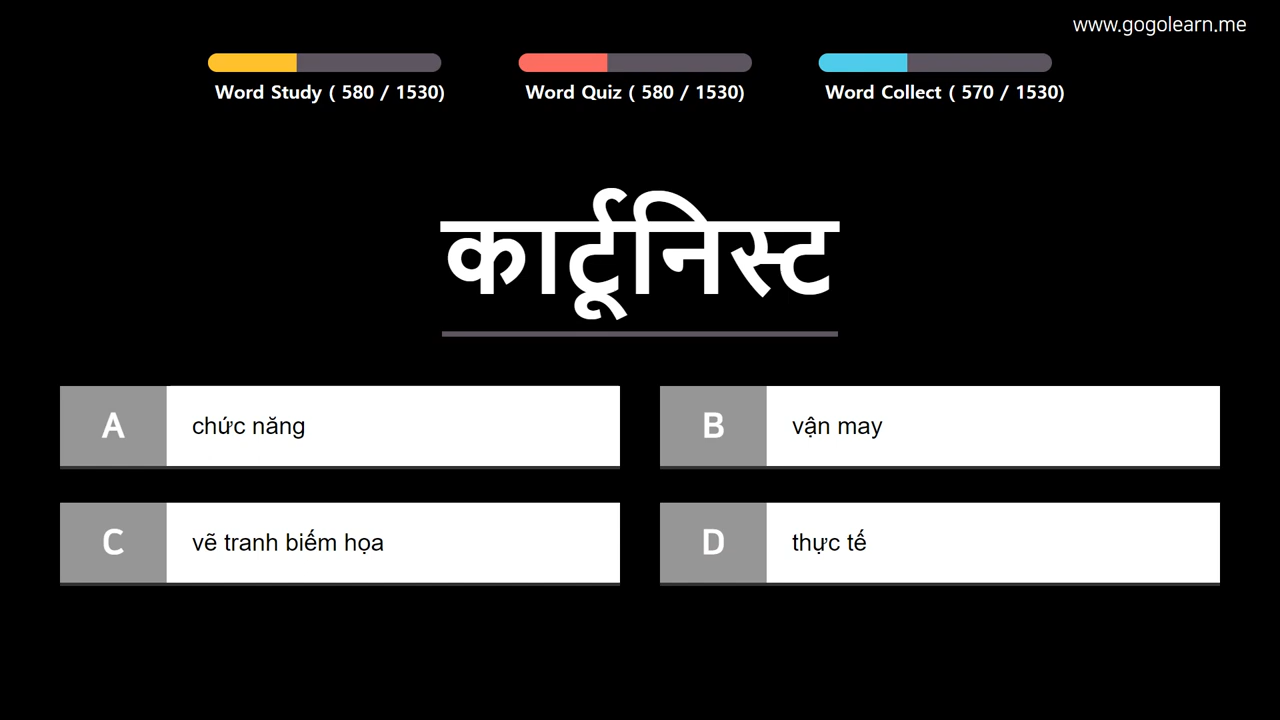 www.gogolearn.me
Word Study ( 580 / 1530)
Word Quiz ( 580 / 1530)
Word Collect ( 570 / 1530)
कार्टूनिस्ट
A chức năng
B vận may
C vẽ tranh biếm họa
D thực tế